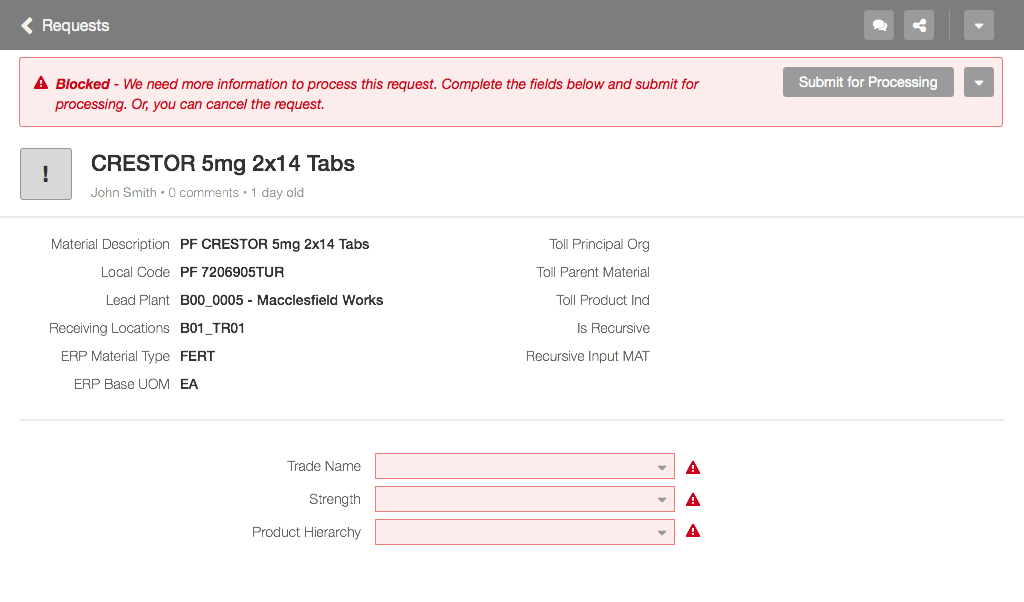 Requests
Blocked - We need more information to process this request. Complete the fields below and submit for
processing. Or, you can cancel the request.
Submit for Processing
!
CRESTOR 5mg 2x14 Tabs
John Smith • 0 comments • 1 day old
Material Description PF CRESTOR 5mg 2x14 Tabs
Local Code PF 7206905TUR
Lead Plant B00_0005 - Macclesfield Works
Receiving Locations B01_TR01
ERP Material Type FERT
ERP Base UOM EA
Toll Principal Org
Toll Parent Material
Toll Product Ind
Is Recursive
Recursive Input MAT
Trade Name
Strength
Product Hierarchy